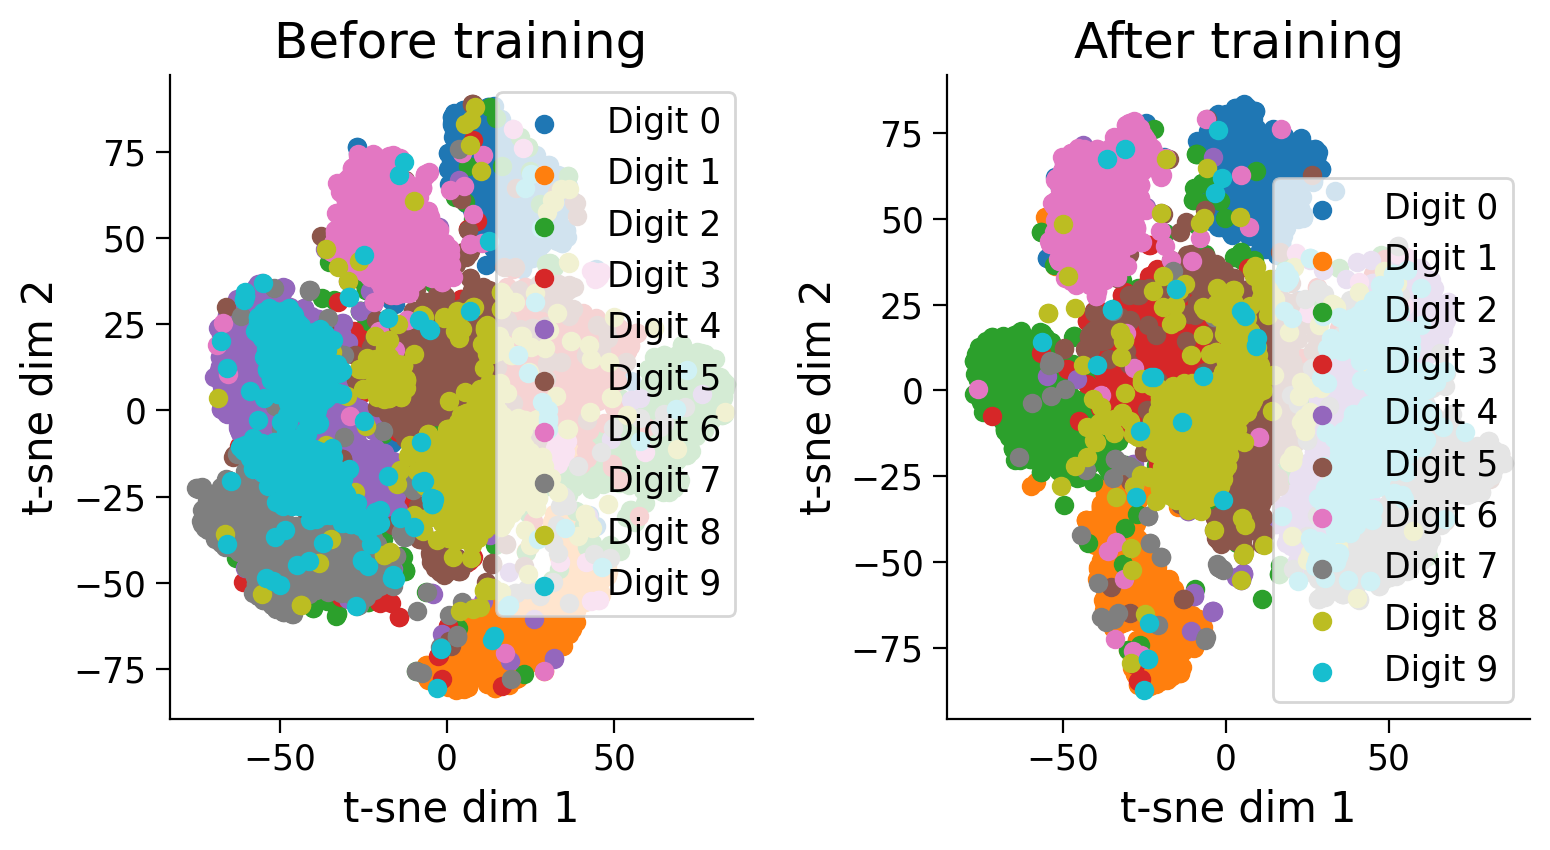 Before training
75
50
25
0
−25
−50
−75
−50
0
50
t-sne dim 1
t-sne dim 2
Digit 0
Digit 1
Digit 2
Digit 3
Digit 4
Digit 5
Digit 6
Digit 7
Digit 8
Digit 9
After training
75
50
25
0
−25
−50
−75
−50
0
50
t-sne dim 1
t-sne dim 2
Digit 0
Digit 1
Digit 2
Digit 3
Digit 4
Digit 5
Digit 6
Digit 7
Digit 8
Digit 9